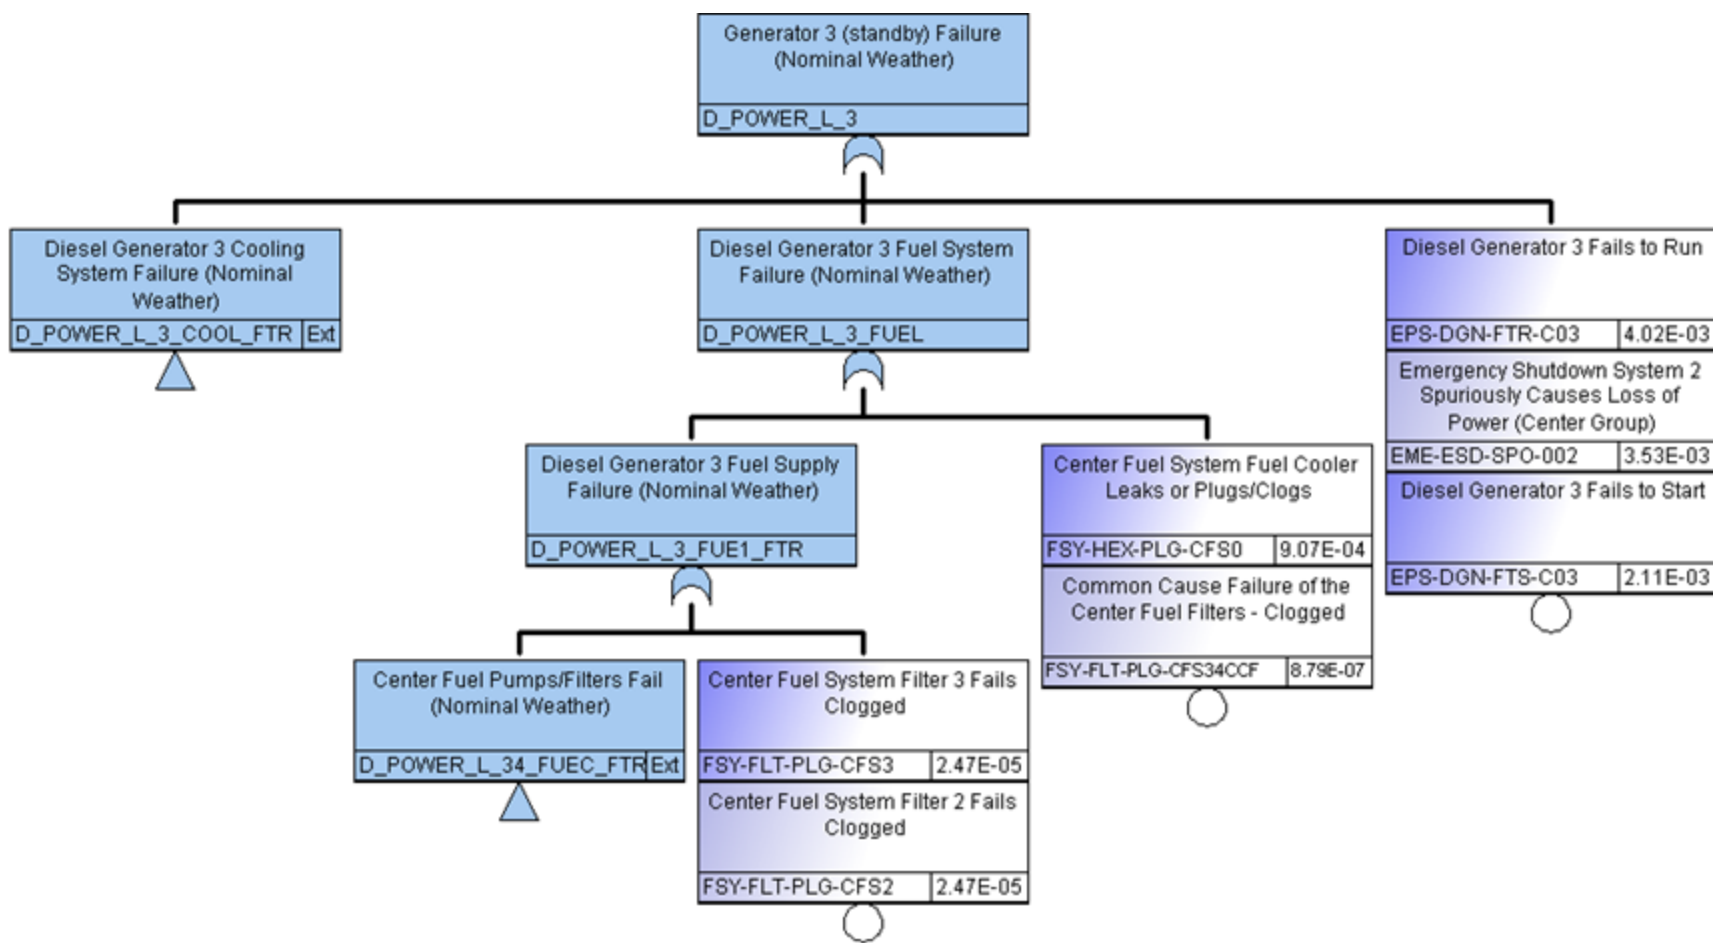 Generator 3 (standby) Failure
(Nominal Weather)
D_POWER_L_3
Diesel Generator 3 Cooling
System Failure (Nominal
Weather)
D_POWER_L_3_COOL_FTR Ext
Diesel Generator 3 Fuel System
Failure (Nominal Weather)
D_POWER_L_3_FUEL
Diesel Generator 3 Fails to Run
EPS-DGN-FTR-C03 4.02E-03
Emergency Shutdown System 2
Spuriously Causes Loss of
Power (Center Group)
EME-ESD-SPO-002 3.53E-03
Diesel Generator 3 Fails to Start
EPS-DGN-FTS-C03 2.11E-03
Diesel Generator 3 Fuel Supply
Failure (Nominal Weather)
D_POWER_L_3_FUE1_FTR
Center Fuel System Fuel Cooler
Leaks or Plugs/Clogs
FSY-HEX-PLG-CFS0 9.07E-04
Common Cause Failure of the
Center Fuel Filters - Clogged
FSY-FLT-PLG-CFS34CCF 8.79E-07
Center Fuel Pumps/Filters Fail
(Nominal Weather)
D_POWER_L_34_FUEC_FTR Ext
Center Fuel System Filter 3 Fails
Clogged
FSY-FLT-PLG-CFS3 2.47E-05
Center Fuel System Filter 2 Fails
Clogged
FSY-FLT-PLG-CFS2 2.47E-05